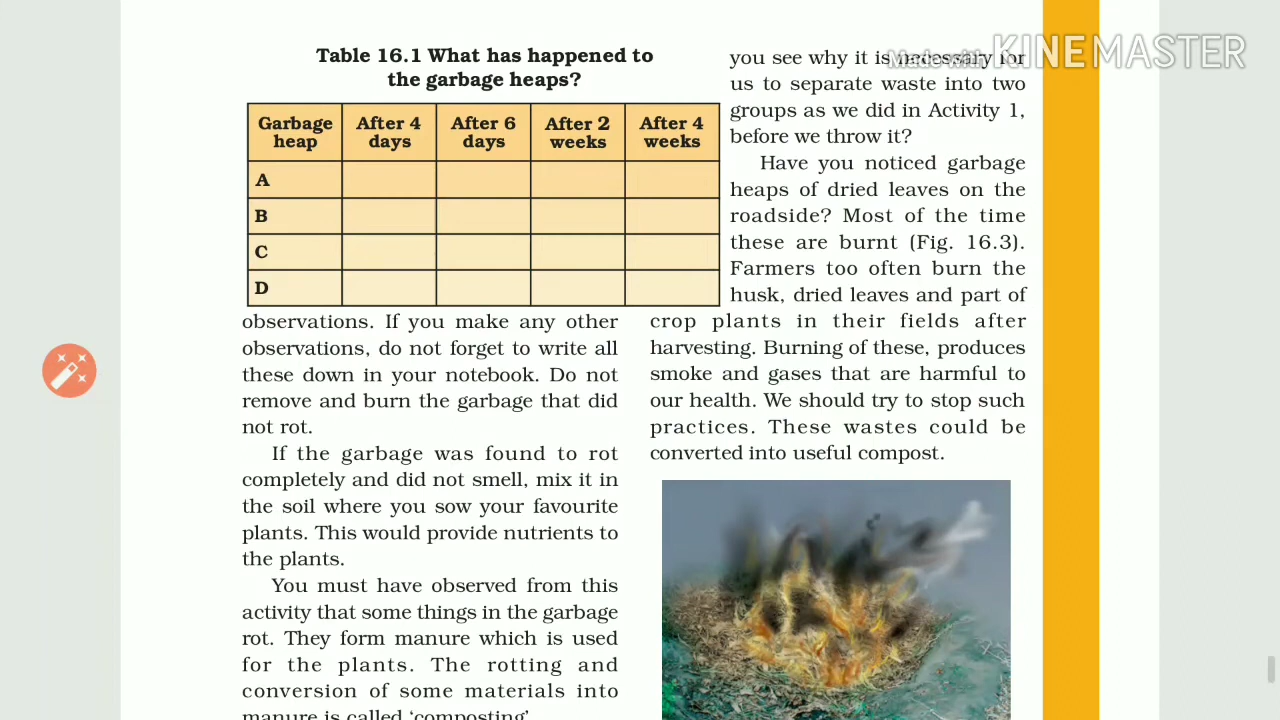 Table 16.1 What has happened to
the garbage heaps?
Garbage heap After 4 days After 6 days After 2 weeks After 4 weeks
A
B
C
D
observations. If you make any other
observations, do not forget to write all
these down in your notebook. Do not
remove and burn the garbage that did
not rot.
If the garbage was found to rot
completely and did not smell, mix it in
the soil where you sow your favourite
plants. This would provide nutrients to
the plants.
You must have observed from this
activity that some things in the garbage
rot. They form manure which is used
for the plants. The rotting and
conversion of some materials into
manure is called ‘composting’.
you see why it is necessary for
us to separate waste into two
groups as we did in Activity 1,
before we throw it?
Have you noticed garbage
heaps of dried leaves on the
roadside? Most of the time
these are burnt (Fig. 16.3).
Farmers too often burn the
husk, dried leaves and part of
crop plants in their fields after
harvesting. Burning of these, produces
smoke and gases that are harmful to
our health. We should try to stop such
practices. These wastes could be
converted into useful compost.
Made with KINEMASTER